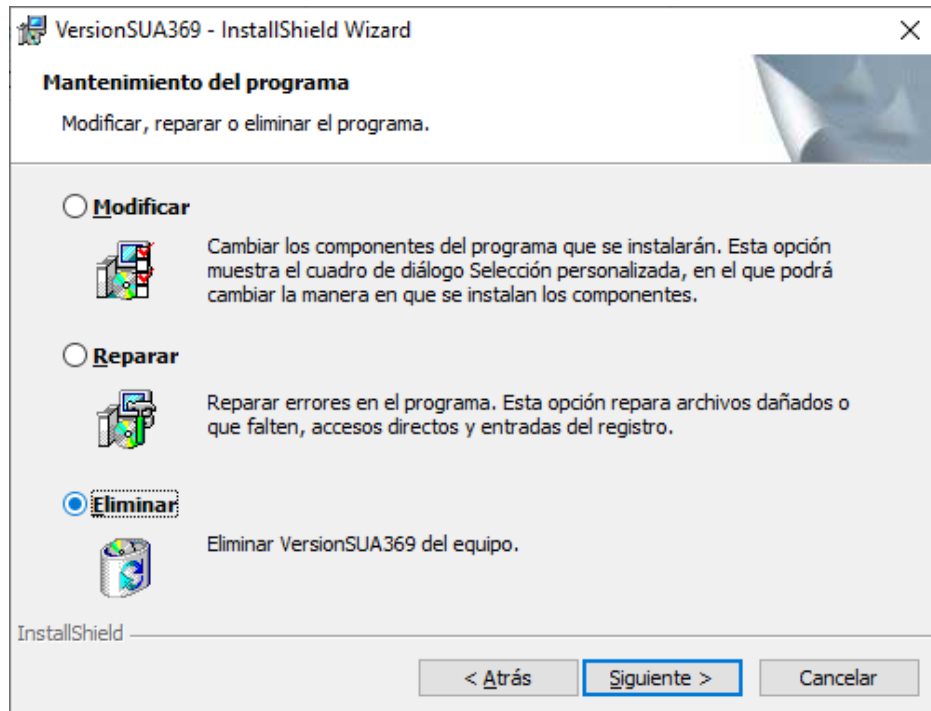 VersionSUA369 - InstallShield Wizard
Mantenimiento del programa
Modificar, reparar o eliminar el programa.
Modificar
Cambiar los componentes del programa que se instalarán. Esta opción
muestra el cuadro de diálogo Selección personalizada, en el que podrá
cambiar la manera en que se instalan los componentes.
Reparar
Reparar errores en el programa. Esta opción repara archivos dañados o
que falten, accesos directos y entradas del registro.
Eliminar
Eliminar VersionSUA369 del equipo.
InstallShield
< Atrás
Siguiente >
Cancelar